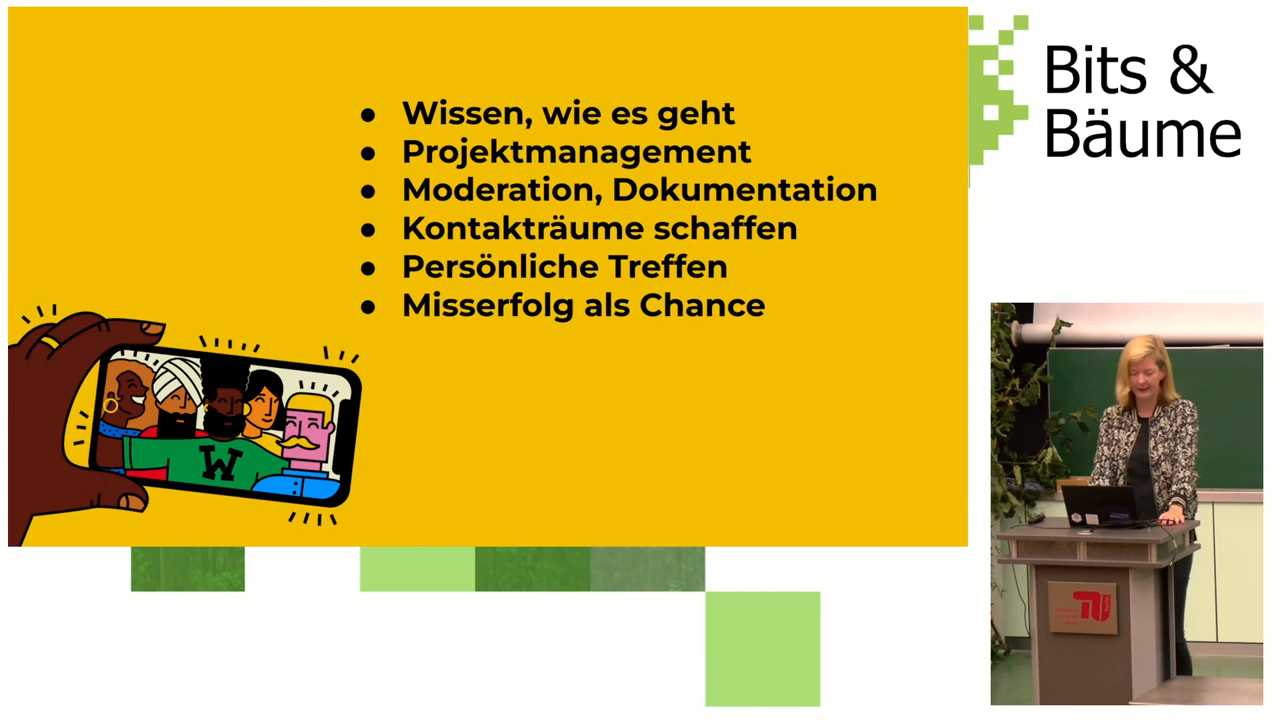 Wissen, wie es geht
Projektmanagement
Moderation, Dokumentation
Kontakträume schaffen
Persönliche Treffen
Misserfolg als Chance
W
Bits &
Bäume